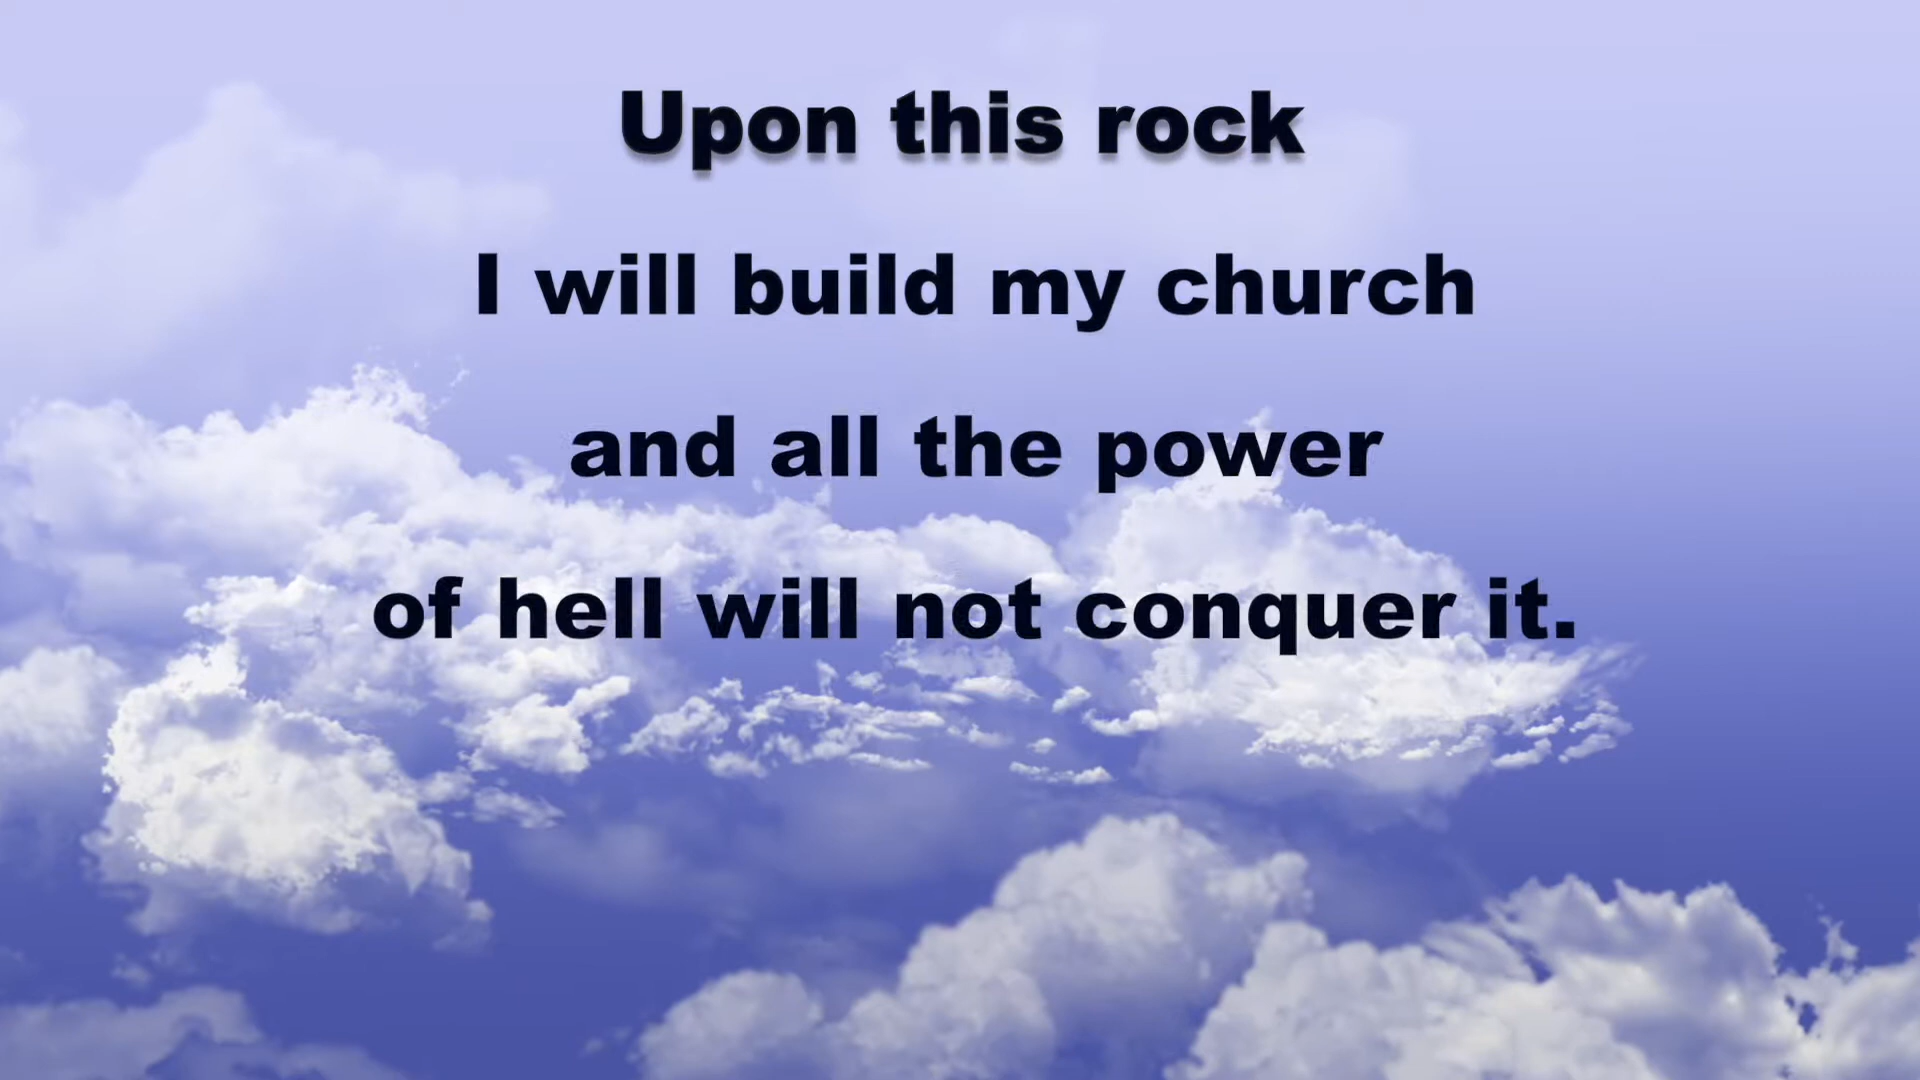 Upon this rock
I will build my church
and all the power
of hell will not conquer it.